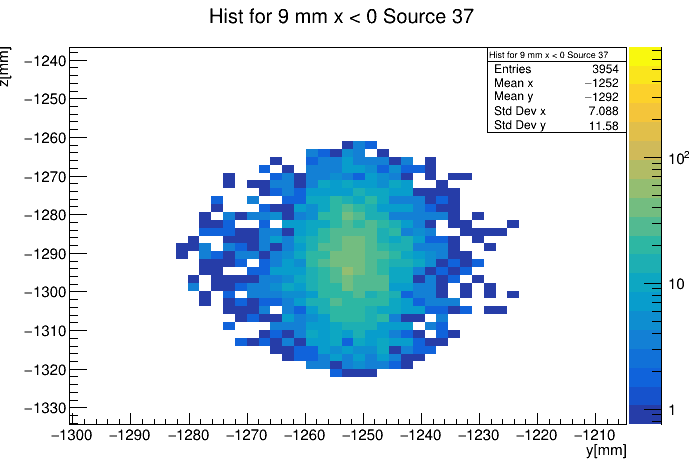 Hist for 9 mm x < 0 Source 37
z[mm]
Hist for 9 mm x < 0 Source 37
Entries 3954
Mean x −1252
Mean y −1292
Std Dev x 7.088
Std Dev y 11.58
−1240
−1250
−1260
−1270
−1280
−1290
−1300
−1310
−1320
−1330
10²
10
1
−1300 −1290 −1280 −1270 −1260 −1250 −1240 −1230 −1220 −1210
y[mm]